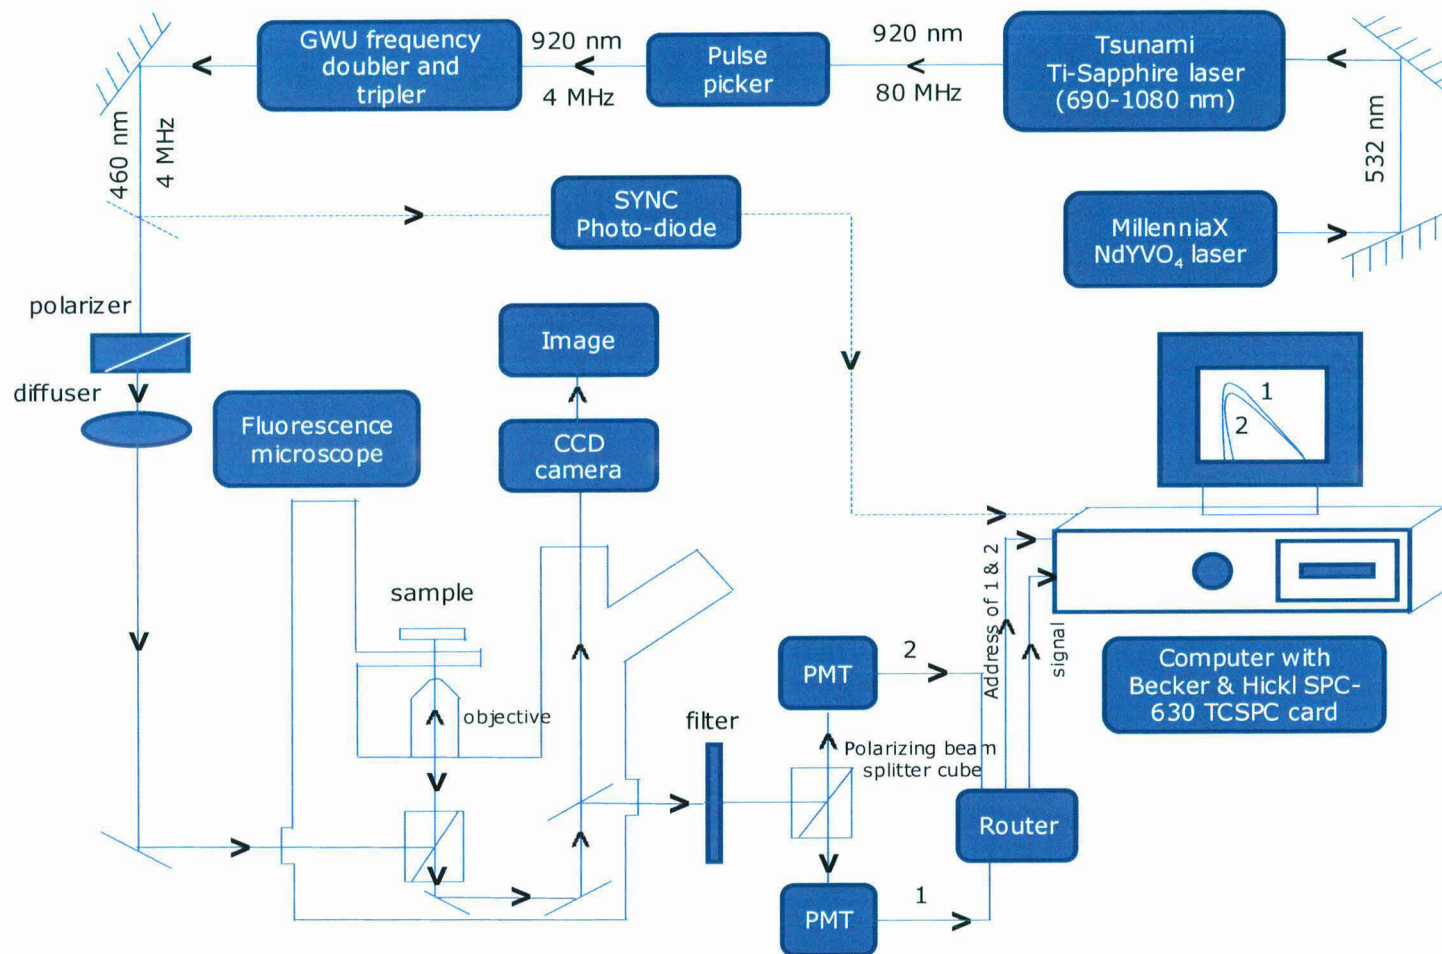 GWU frequency
doubler and
tripler
920 nm
4 MHz
Pulse
picker
920 nm
80 MHz
Tsunami
Ti-Sapphire laser
(690-1080 nm)
532 nm
460 nm
4 MHz
SYNC
Photo-diode
MillenniaX
NdYVO₄ laser
polarizer
diffuser
Image
Fluorescence
microscope
CCD
camera
1
2
sample
objective
filter
PMT
2
Polarizing beam
splitter cube
Address of 1 & 2
signal
Computer with
Becker & Hickl SPC-
630 TCSPC card
Router
PMT
1